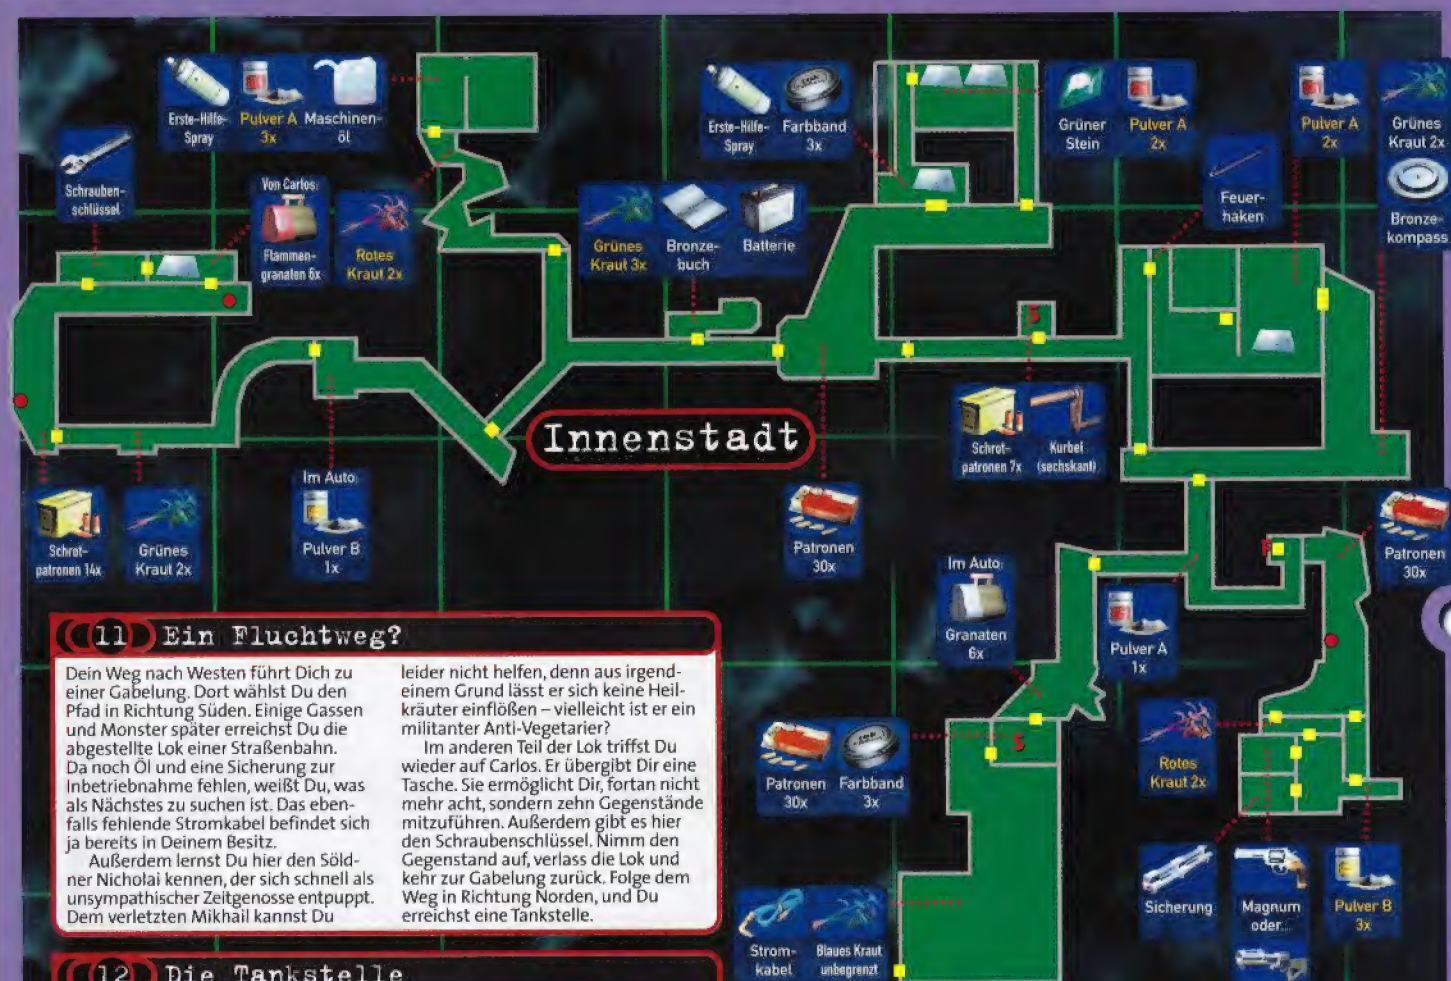 Erste-Hilfe-
Spray
Pulver A
3x
Maschinen-
öl
Schrauben-
schlüssel
Von Carlos:
Flammen-
granaten 6x
Rotes
Kraut 2x
Grünes
Kraut 3x
Bronze-
buch
Batterie
Erste-Hilfe-
Spray
Farbband
3x
Grüner
Stein
Pulver A
2x
Feuer-
haken
Pulver A
2x
Grünes
Kraut 2x
Bronze-
kompass
S
Schrot-
patronen 7x
Kurbel
(sechskant)
Innenstadt
Schrot-
patronen 14x
Grünes
Kraut 2x
Im Auto:
Pulver B
1x
Patronen
30x
Im Auto:
Granaten
6x
Pulver A
1x
Patronen
30x
Patronen
30x
Farbband
3x
S
Rotes
Kraut 2x
Strom-
kabel
Blaues Kraut
unbegrenzt
Sicherung
Magnum
oder...
Pulver B
3x
11 Ein Fluchtweg?
Dein Weg nach Westen führt Dich zu
einer Gabelung. Dort wählst Du den
Pfad in Richtung Süden. Einige Gassen
und Monster später erreichst Du die
abgestellte Lok einer Straßenbahn.
Da noch Öl und eine Sicherung zur
Inbetriebnahme fehlen, weißt Du, was
als Nächstes zu suchen ist. Das eben-
falls fehlende Stromkabel befindet sich
ja bereits in Deinem Besitz.
Außerdem lernst Du hier den Söld-
ner Nicholai kennen, der sich schnell als
unsympathischer Zeitgenosse entpuppt.
Dem verletzten Mikhail kannst Du
leider nicht helfen, denn aus irgend-
einem Grund lässt er sich keine Heil-
kräuter einflößen – vielleicht ist er ein
militanter Anti-Vegetarier?
Im anderen Teil der Lok triffst Du
wieder auf Carlos. Er übergibt Dir eine
Tasche. Sie ermöglicht Dir, fortan nicht
mehr acht, sondern zehn Gegenstände
mitzuführen. Außerdem gibt es hier
den Schraubenschlüssel. Nimm den
Gegenstand auf, verlass die Lok und
kehr zur Gabelung zurück. Folge dem
Weg in Richtung Norden, und Du
erreichst eine Tankstelle.
12 Die Tankstelle